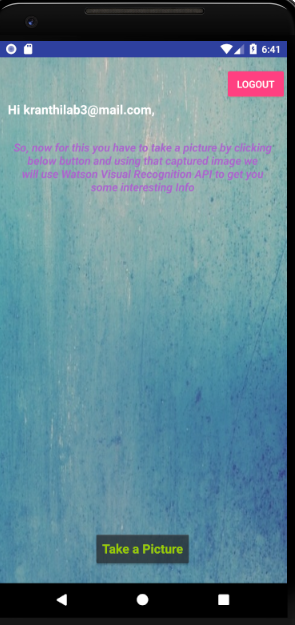 6:41
LOGOUT
Hi kranthilab3@mail.com,
So, now for this you have to take a picture by clicking
below button and using that captured image we
will use Watson Visual Recognition API to get you
some interesting Info
Take a Picture